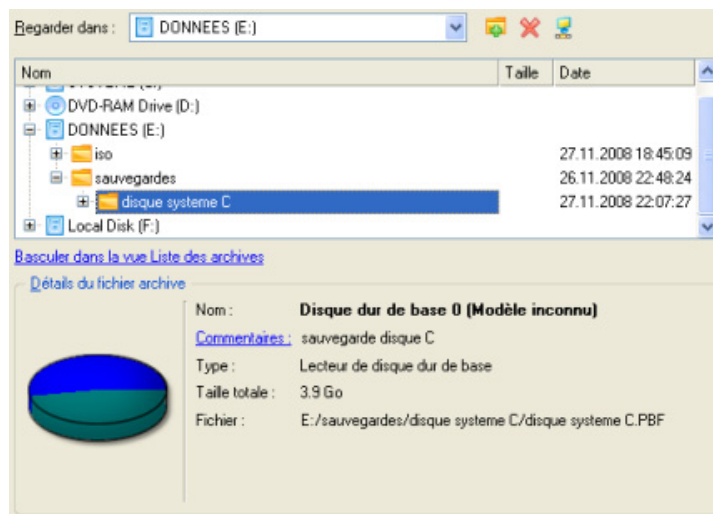 Regarder dans : DONNEES (E:)
Nom Taille Date
DVD-RAM Drive (D:)
DONNEES (E:)
iso 27.11.2008 18:45:09
sauvegardes 26.11.2008 22:48:24
disque systeme C 27.11.2008 22:07:27
Local Disk (F:)
Basculer dans la vue Liste des archives
Détails du fichier archive
Nom : Disque dur de base 0 (Modèle inconnu)
Commentaires : sauvegarde disque C
Type : Lecteur de disque dur de base
Taille totale : 3.9 Go
Fichier : E:/sauvegardes/disque systeme C/disque systeme C.PBF